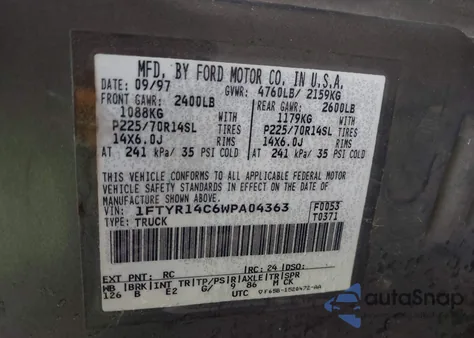 MFD. BY FORD MOTOR CO. IN U.S.A.
DATE: 09/97 GVWR: 4760LB/ 2159KG
FRONT GAWR: 2400LB REAR GAWR: 2600LB
1088KG 1179KG
P225/70R14SL TIRES P225/70R14SL TIRES
14X6.0J RIMS 14X6.0J RIMS
AT 241 kPa/ 35 PSI COLD AT 241 kPa/ 35 PSI COLD
THIS VEHICLE CONFORMS TO ALL APPLICABLE FEDERAL MOTOR
VEHICLE SAFETY STANDARDS IN EFFECT ON THE DATE OF
MANUFACTURE SHOWN ABOVE.
VIN: 1FTYR14C6WPA04363 F0053
TYPE: TRUCK T0371
EXT PNT: RC RC: 24 DSO:
WB BRK INT TR TP/PS R AXLE TR SPR
126 B E2 G/ 9 86 M CK
UTC
autoSnap